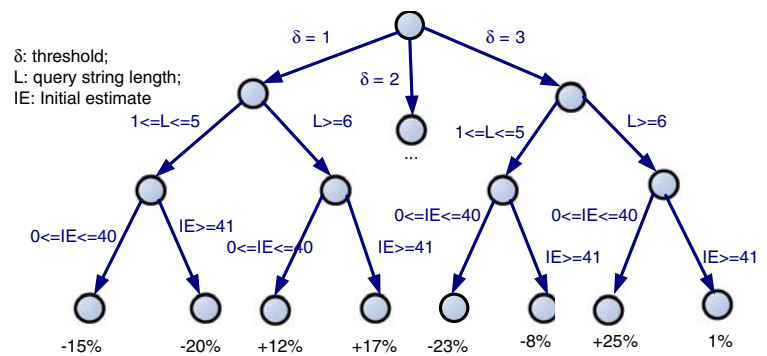 δ: threshold;
L: query string length;
IE: Initial estimate
δ = 1
δ = 2
δ = 3
...
1<=L<=5
L>=6
1<=L<=5
L>=6
0<=IE<=40
IE>=41
0<=IE<=40
IE>=41
0<=IE<=40
IE>=41
0<=IE<=40
IE>=41
-15%
-20%
+12%
+17%
-23%
-8%
+25%
1%